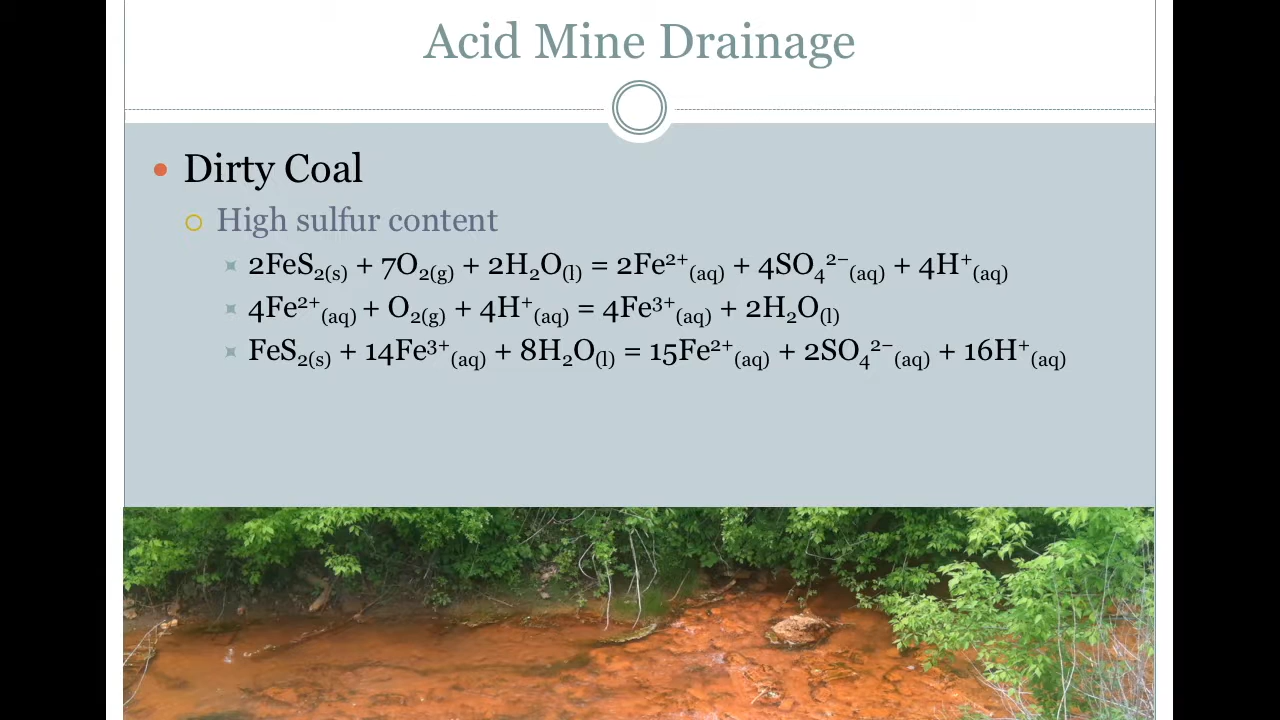 Acid Mine Drainage
Dirty Coal
High sulfur content
2FeS₂₍ₛ₎ + 7O₂₍g₎ + 2H₂O₍ₗ₎ = 2Fe²⁺₍aq₎ + 4SO₄²⁻₍aq₎ + 4H⁺₍aq₎
4Fe²⁺₍aq₎ + O₂₍g₎ + 4H⁺₍aq₎ = 4Fe³⁺₍aq₎ + 2H₂O₍ₗ₎
FeS₂₍ₛ₎ + 14Fe³⁺₍aq₎ + 8H₂O₍ₗ₎ = 15Fe²⁺₍aq₎ + 2SO₄²⁻₍aq₎ + 16H⁺₍aq₎